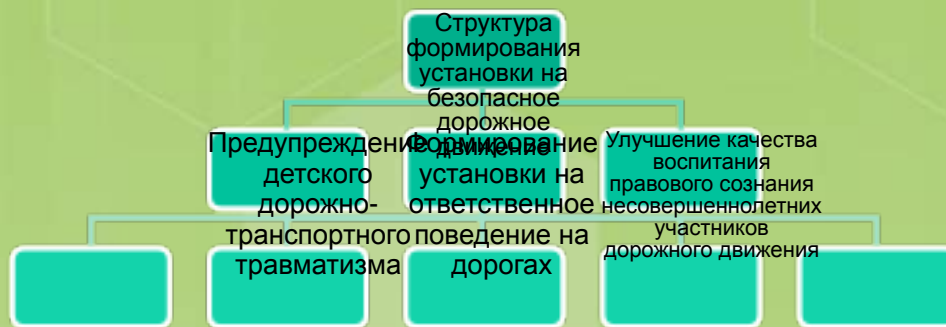 Структура
формирования
установки на
безопасное
дорожное
движение
Предупреждение
детского
дорожно-
транспортного
травматизма
Формирование
установки на
ответственное
поведение на
дорогах
Улучшение качества
воспитания
правового сознания
несовершеннолетних
участников
дорожного движения